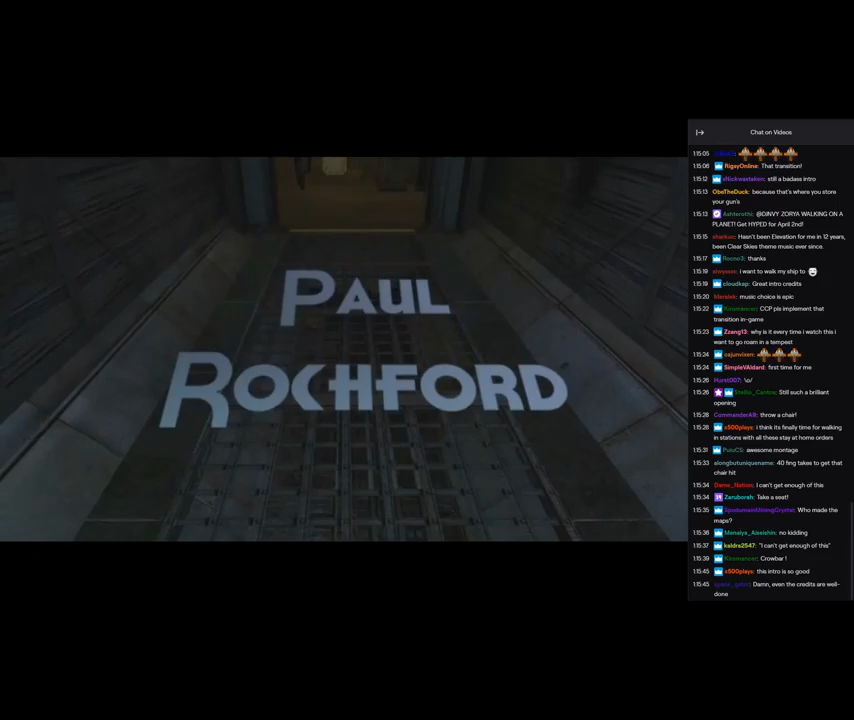 PAUL
ROCHFORD
Chat on Videos
1:15:05
1:15:06 RigsyOnline: That transition!
1:15:12 xNickwastaken: still a badass intro
1:15:13 ObeTheDuck: because that's where you store
your gun's
1:15:13 Ashterothi: @DJINVY ZORYA WALKING ON A
PLANET! Get HYPED for April 2nd!
1:15:15 sharkuc: Hasn't been Elevation for me in 12 years,
been Clear Skies theme music ever since.
1:15:17 Recno3: thanks
1:15:19 i want to walk my ship to
1:15:19 cloudkap: Great intro credits
1:15:20 music choice is epic
1:15:22 CCP pls implement that
transition in-game
1:15:23 Zzang13: why is it every time i watch this i
want to go roam in a tempest
1:15:24 cajunvixen:
1:15:24 SimpleVAldard: first time for me
1:15:26 Hurst007: \o/
1:15:26 Still such a brilliant
opening
1:15:28 CommanderA9: throw a chair!
1:15:28 s500plays: i think its finally time for walking
in stations with all these stay at home orders
1:15:31 PuluCS: awesome montage
1:15:33 alongbutuniquename: 40 fing takes to get that
chair hit
1:15:34 Dame_Nation: I can't get enough of this
1:15:34 Zaruborah: Take a seat!
1:15:35 SpodumainMiningCrystal: Who made the
maps?
1:15:36 Menaiya_Aiseishin: no kidding
1:15:37 kaldra2547: "I can't get enough of this"
1:15:39 Crowbar !
1:15:45 s500plays: this intro is so good
1:15:45 Damn, even the credits are well-
done